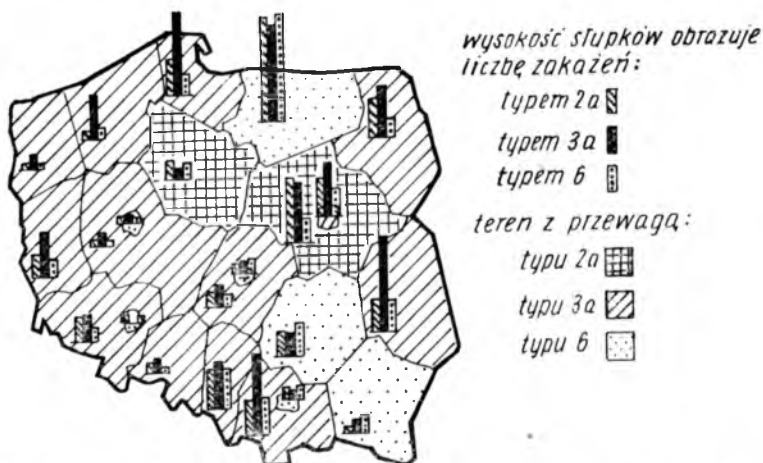 wysokość słupków obrazuje
liczbę zakażeń:
typem 2a
typem 3a
typem 6
teren z przewagą:
typu 2a
typu 3a
typu 6